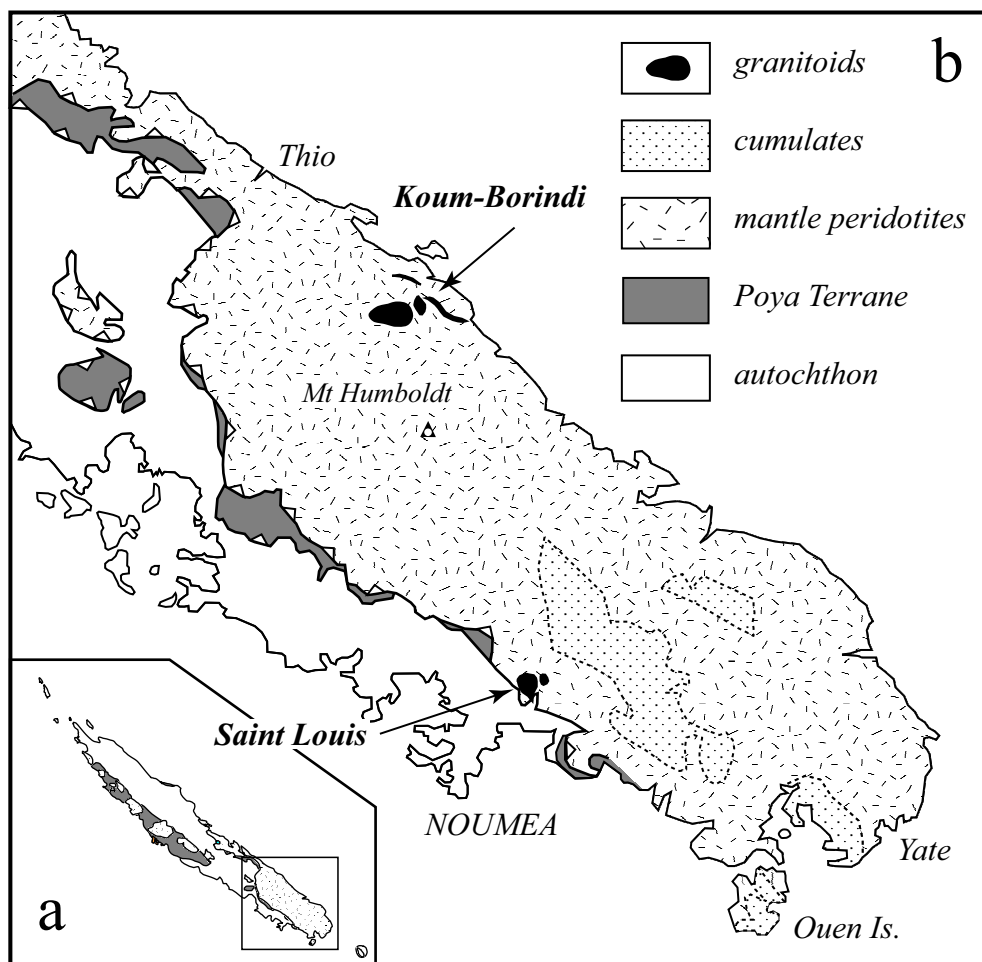 b
granitoids
cumulates
mantle peridotites
Poya Terrane
autochthon
Thio
Koum-Borindi
Mt Humboldt
Saint Louis
NOUMEA
Yate
Ouen Is.
a